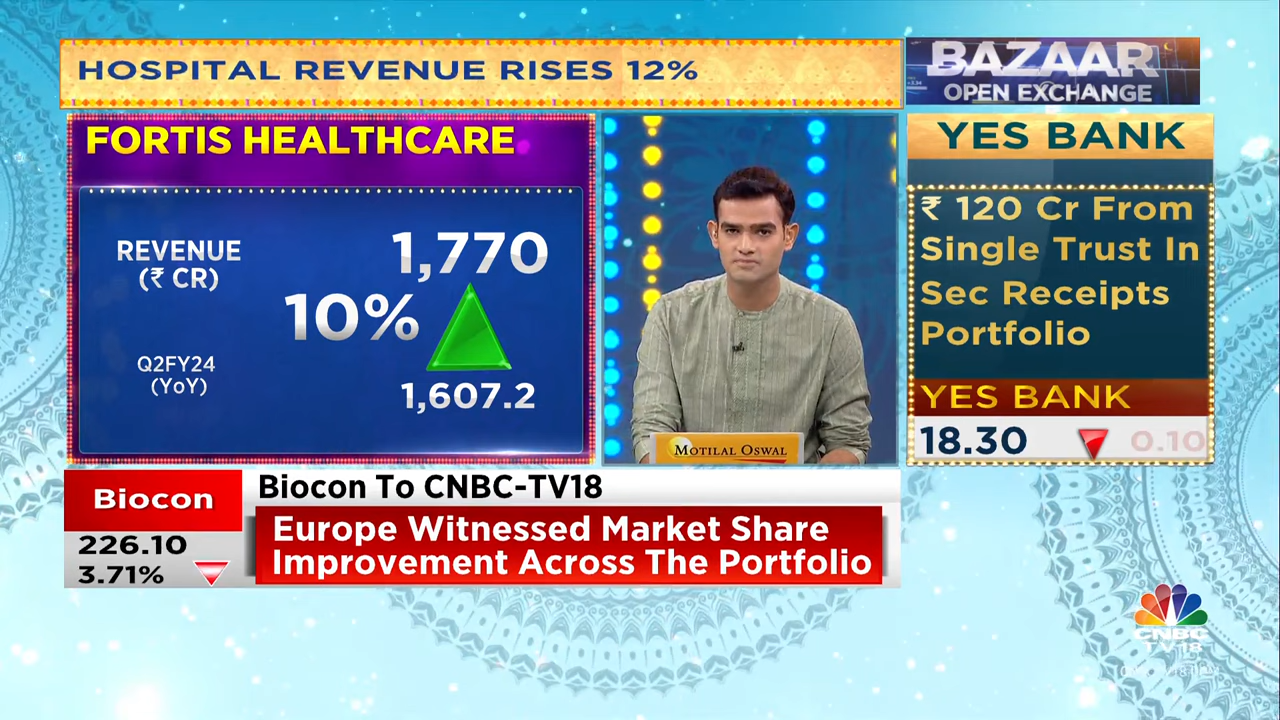 HOSPITAL REVENUE RISES 12%
BAZAAR
OPEN EXCHANGE
FORTIS HEALTHCARE
REVENUE
(₹ CR)
1,770
10%
Q2FY24
(YoY)
1,607.2
MOTILAL OSWAL
YES BANK
₹ 120 Cr From
Single Trust In
Sec Receipts
Portfolio
YES BANK
18.30 0.10
Biocon
226.10
3.71%
Biocon To CNBC-TV18
Europe Witnessed Market Share
Improvement Across The Portfolio
CNBC
TV18